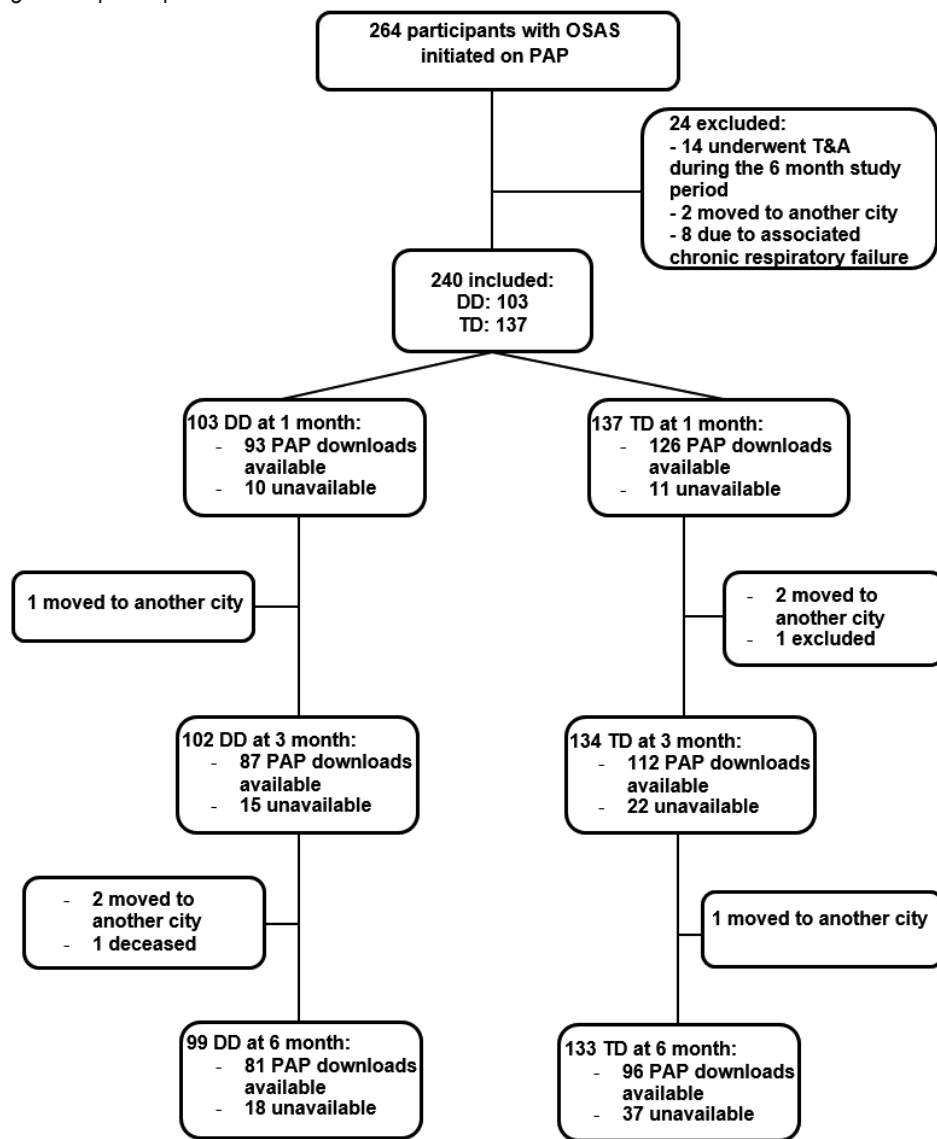 264 participants with OSAS
initiated on PAP
24 excluded:
- 14 underwent T&A
during the 6 month study
period
- 2 moved to another city
- 8 due to associated
chronic respiratory failure
240 included:
DD: 103
TD: 137
103 DD at 1 month:
- 93 PAP downloads
available
- 10 unavailable
137 TD at 1 month:
- 126 PAP downloads
available
- 11 unavailable
1 moved to another city
- 2 moved to
another city
- 1 excluded
102 DD at 3 month:
- 87 PAP downloads
available
- 15 unavailable
134 TD at 3 month:
- 112 PAP downloads
available
- 22 unavailable
- 2 moved to
another city
- 1 deceased
1 moved to another city
99 DD at 6 month:
- 81 PAP downloads
available
- 18 unavailable
133 TD at 6 month:
- 96 PAP downloads
available
- 37 unavailable